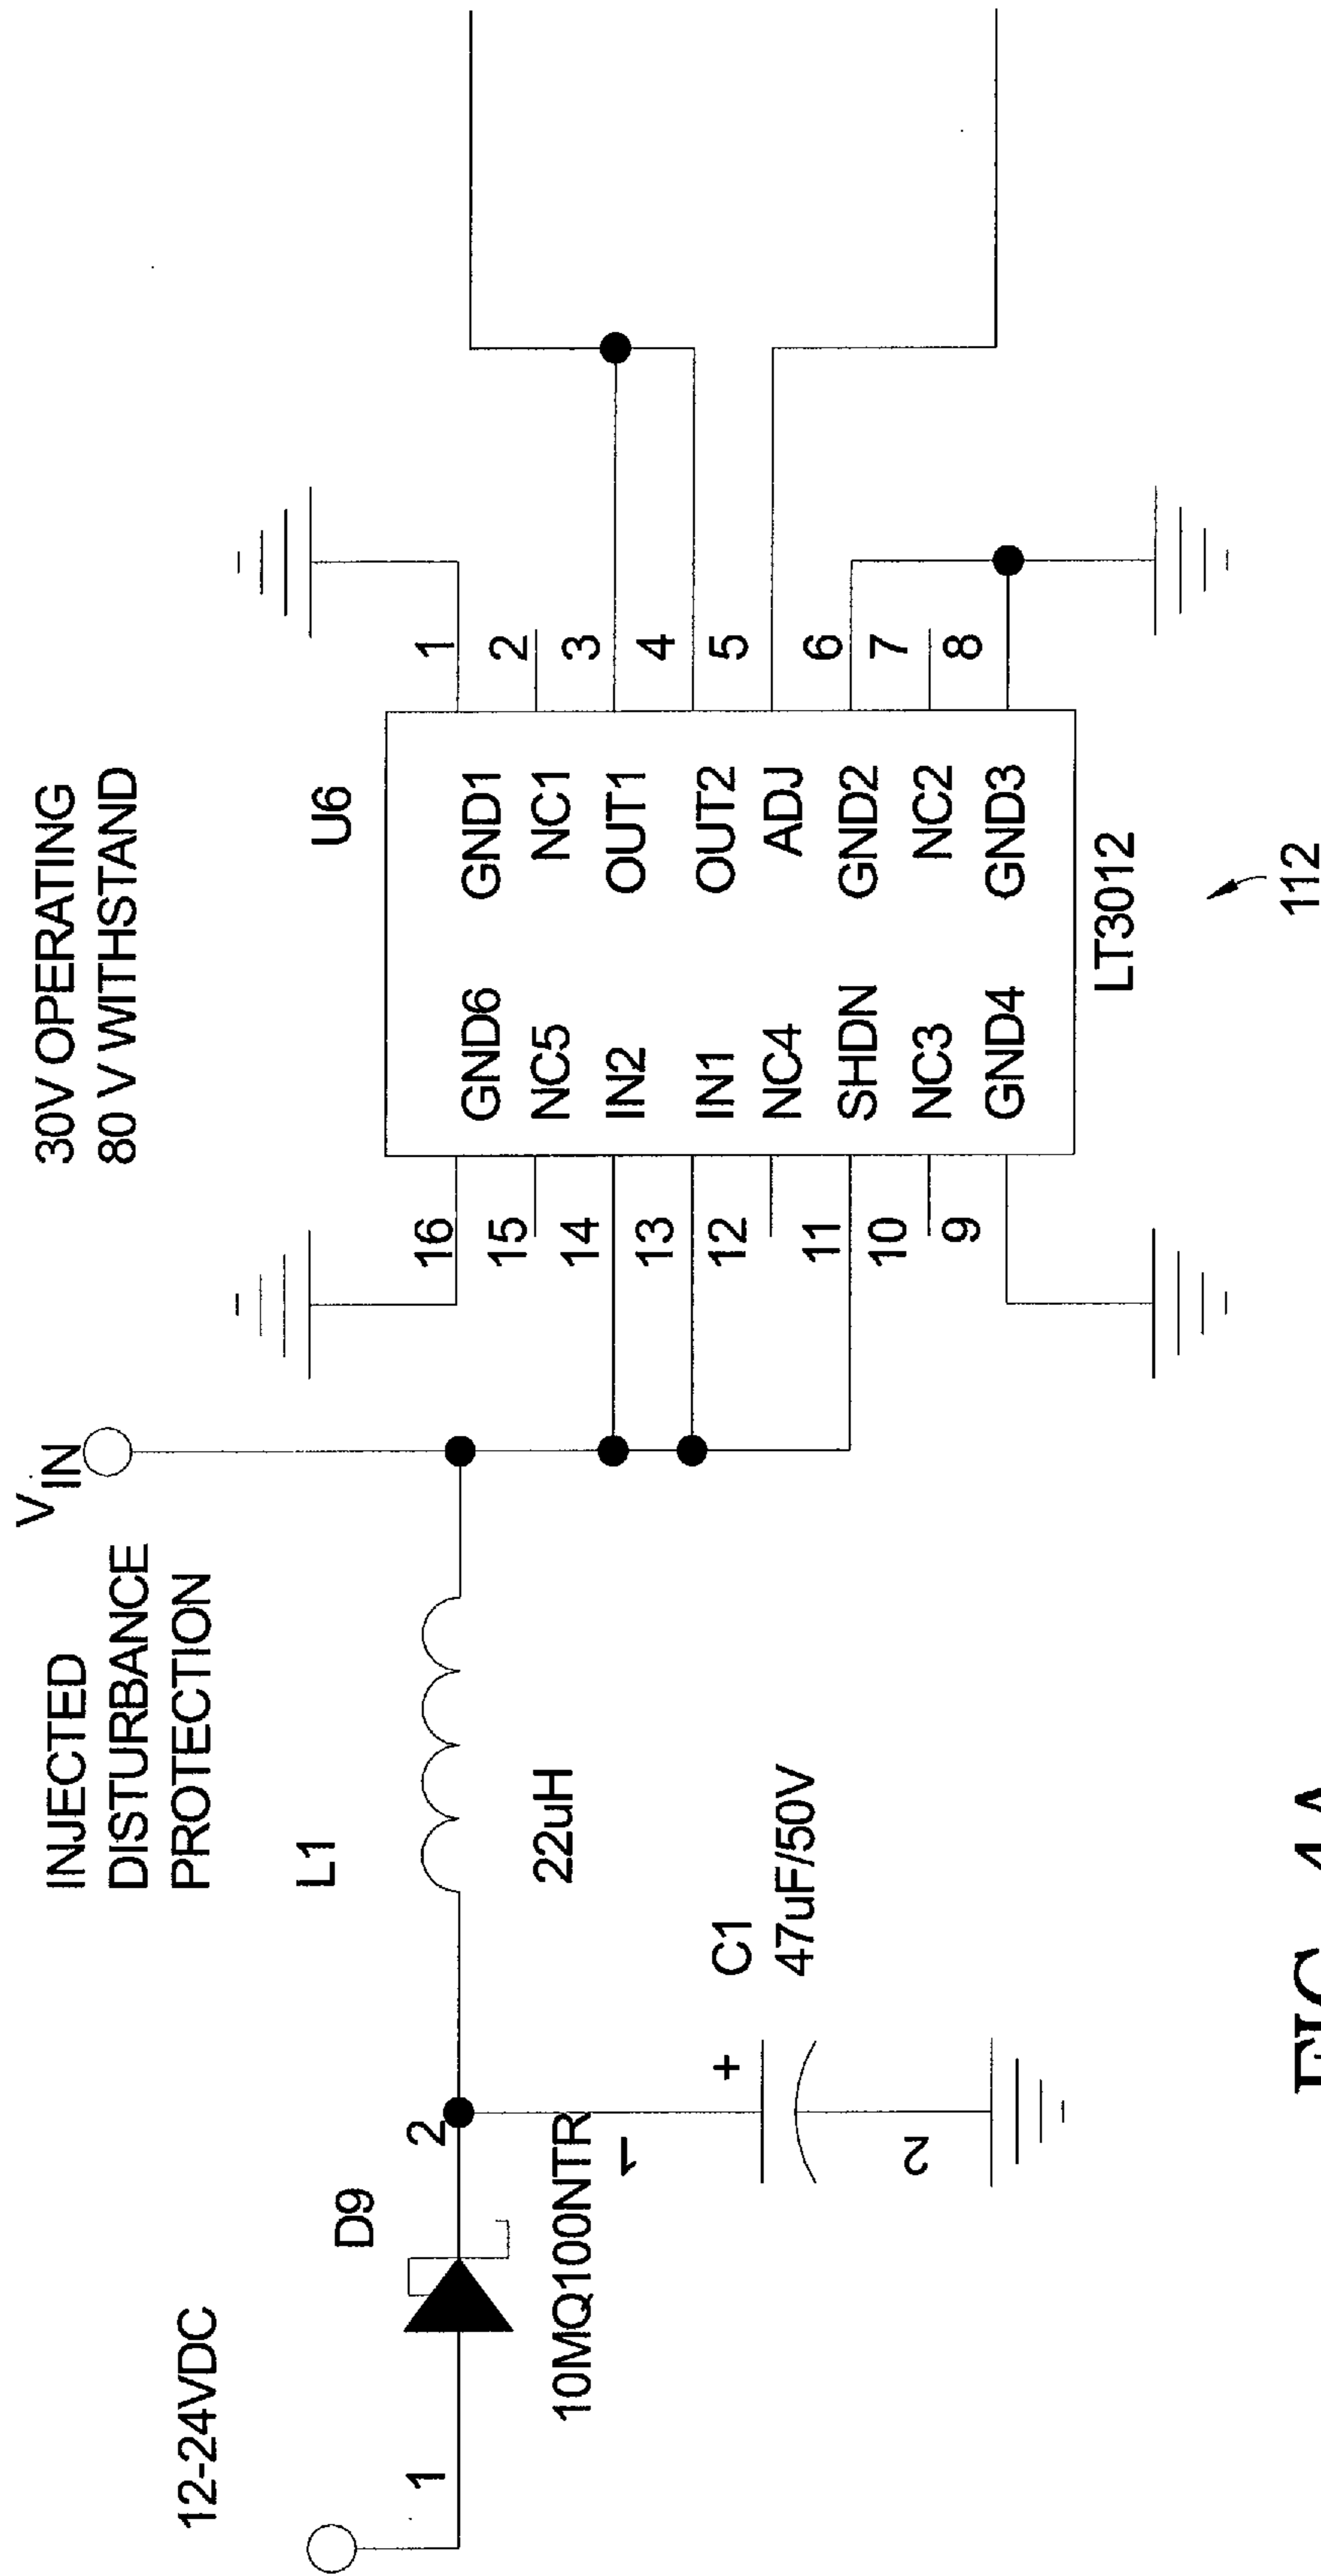 12-24VDC
INJECTED
DISTURBANCE
PROTECTION
VIN
30V OPERATING
80 V WITHSTAND
1
D9
2
10MQ100NTR
L1
22uH
1
+
C1
47uF/50V
2
U6
16
GND6
GND1
1
15
NC5
NC1
2
14
IN2
OUT1
3
13
IN1
OUT2
4
12
NC4
ADJ
5
11
SHDN
GND2
6
10
NC3
NC2
7
9
GND4
GND3
8
LT3012
112
FIG. 4A